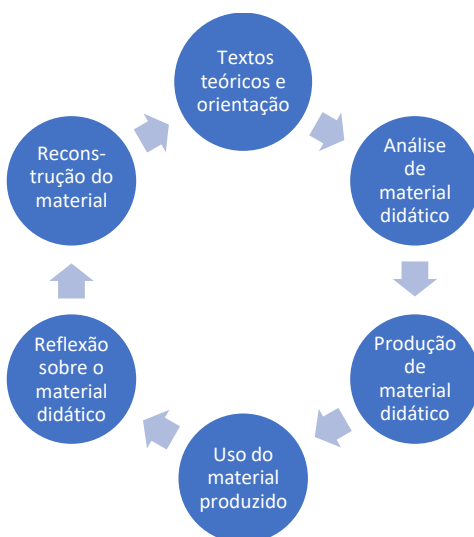 Textos
teóricos e
orientação
Análise
de
material
didático
Produção
de
material
didático
Uso do
material
produzido
Reflexão
sobre o
material
didático
Recons-
trução do
material